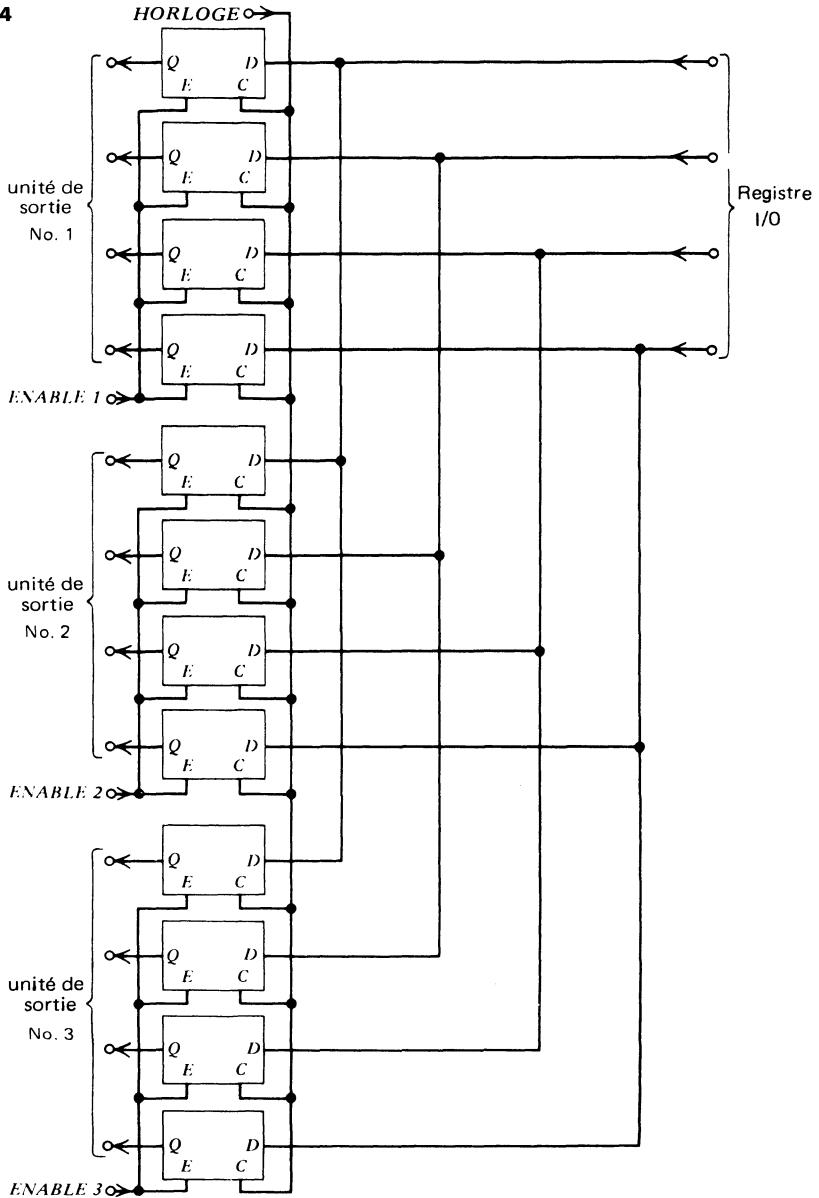 4
HORLOGE
Q D
E C
Q D
E C
unité de
sortie
No. 1
Registre
I/O
Q D
E C
Q D
E C
ENABLE 1
Q D
E C
Q D
E C
unité de
sortie
No. 2
Q D
E C
Q D
E C
ENABLE 2
Q D
E C
Q D
E C
unité de
sortie
No. 3
Q D
E C
Q D
E C
ENABLE 3